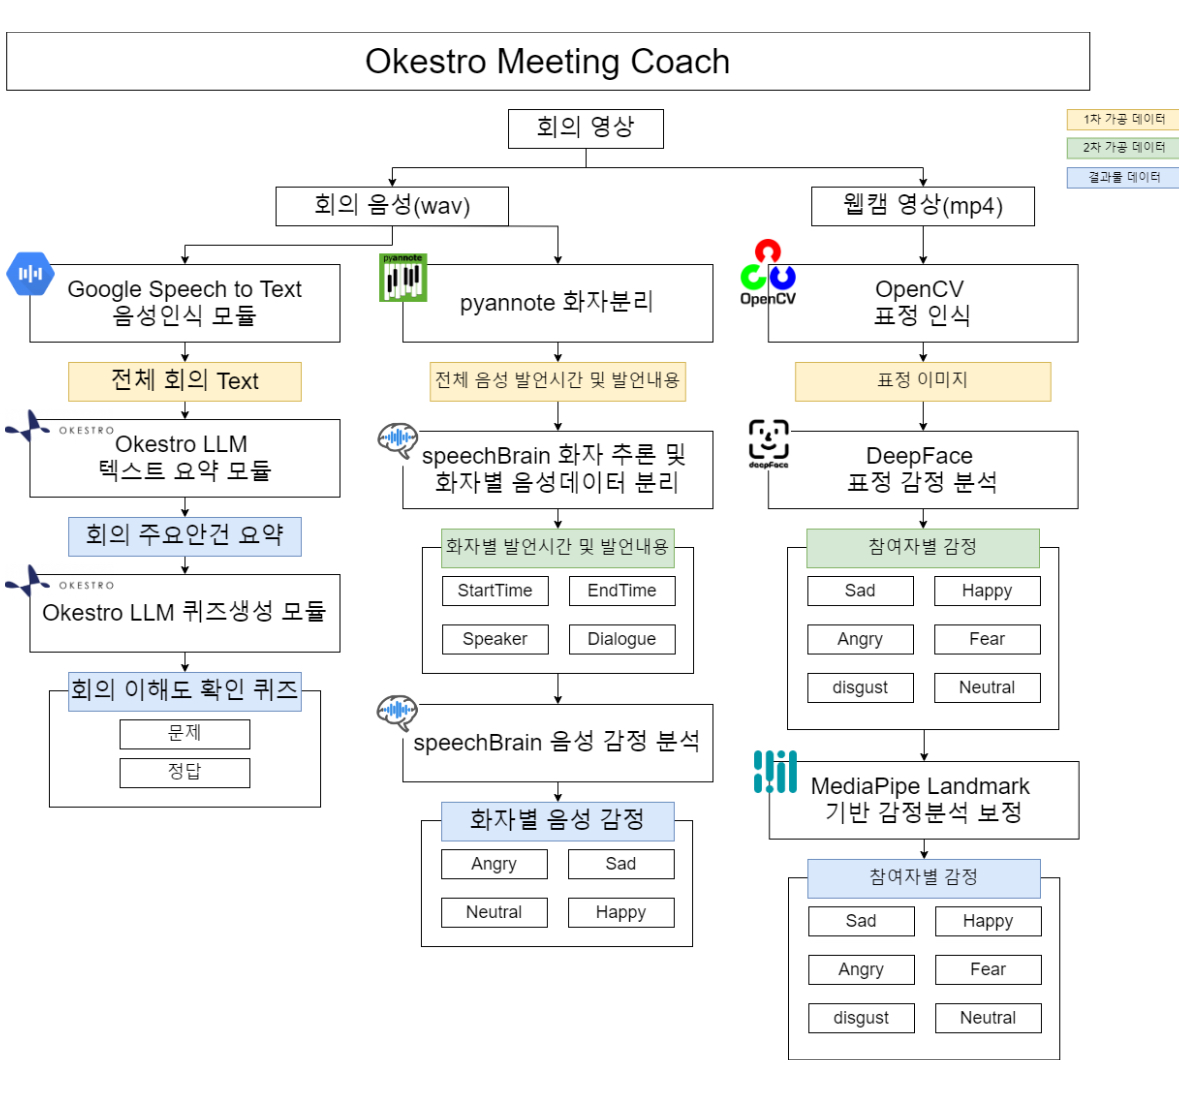 Okestro Meeting Coach
회의 영상
1차 가공 데이터
2차 가공 데이터
결과물 데이터
회의 음성(wav)
웹캠 영상(mp4)
Google Speech to Text
음성인식 모듈
전체 회의 Text
OKESTRO
Okestro LLM
텍스트 요약 모듈
회의 주요안건 요약
OKESTRO
Okestro LLM 퀴즈생성 모듈
회의 이해도 확인 퀴즈
문제
정답
pyannote
pyannote 화자분리
전체 음성 발언시간 및 발언내용
speechBrain 화자 추론 및
화자별 음성데이터 분리
화자별 발언시간 및 발언내용
StartTime
EndTime
Speaker
Dialogue
speechBrain 음성 감정 분석
화자별 음성 감정
Angry
Sad
Neutral
Happy
OpenCV
OpenCV
표정 인식
표정 이미지
deepFace
DeepFace
표정 감정 분석
참여자별 감정
Sad
Happy
Angry
Fear
disgust
Neutral
MediaPipe Landmark
기반 감정분석 보정
참여자별 감정
Sad
Happy
Angry
Fear
disgust
Neutral